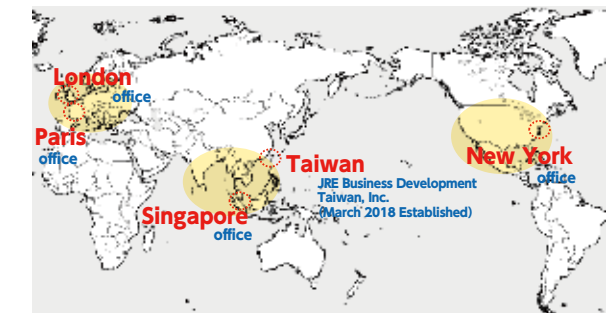 London
office
Paris
office
Taiwan
JRE Business Development
Taiwan, Inc.
(March 2018 Established)
Singapore
office
New York
office